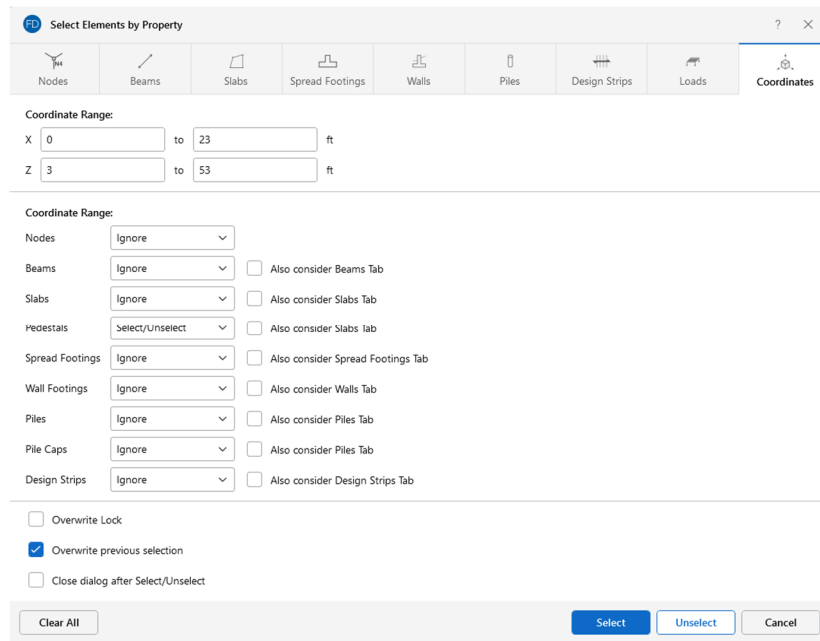 FD Select Elements by Property ?
N4
Nodes Beams Slabs Spread Footings Walls Piles Design Strips Loads Coordinates
Coordinate Range:
X 0 to 23 ft
Z 3 to 53 ft
Coordinate Range:
Nodes Ignore
Beams Ignore Also consider Beams Tab
Slabs Ignore Also consider Slabs Tab
Pedestals Select/Unselect Also consider Slabs Tab
Spread Footings Ignore Also consider Spread Footings Tab
Wall Footings Ignore Also consider Walls Tab
Piles Ignore Also consider Piles Tab
Pile Caps Ignore Also consider Piles Tab
Design Strips Ignore Also consider Design Strips Tab
Overwrite Lock
Overwrite previous selection
Close dialog after Select/Unselect
Clear All Select Unselect Cancel